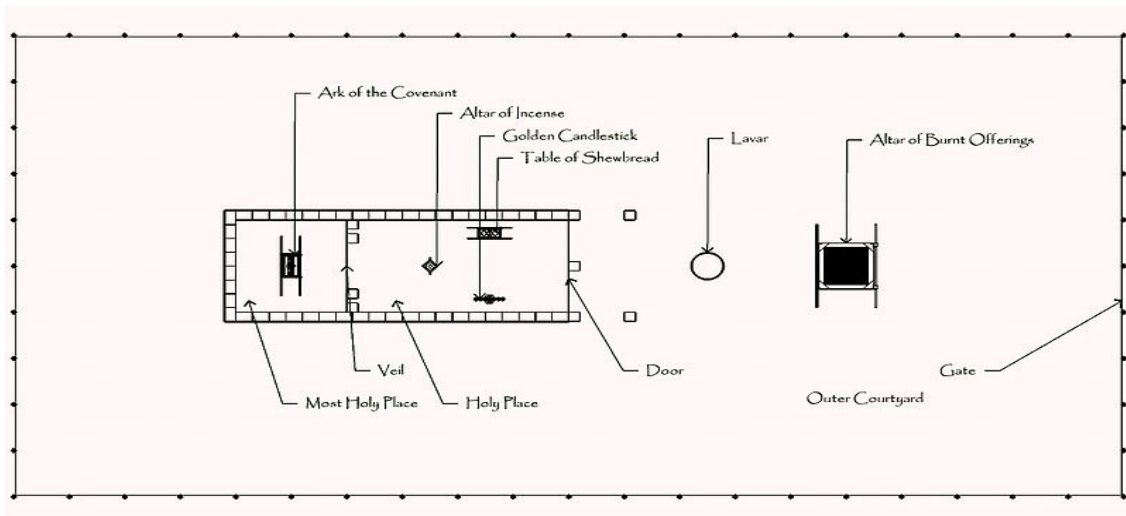 Ark of the Covenant
Altar of Incense
Golden Candlestick
Table of Shewbread
Lavar
Altar of Burnt Offerings
Veil
Door
Gate
Most Holy Place
Holy Place
Outer Courtyard